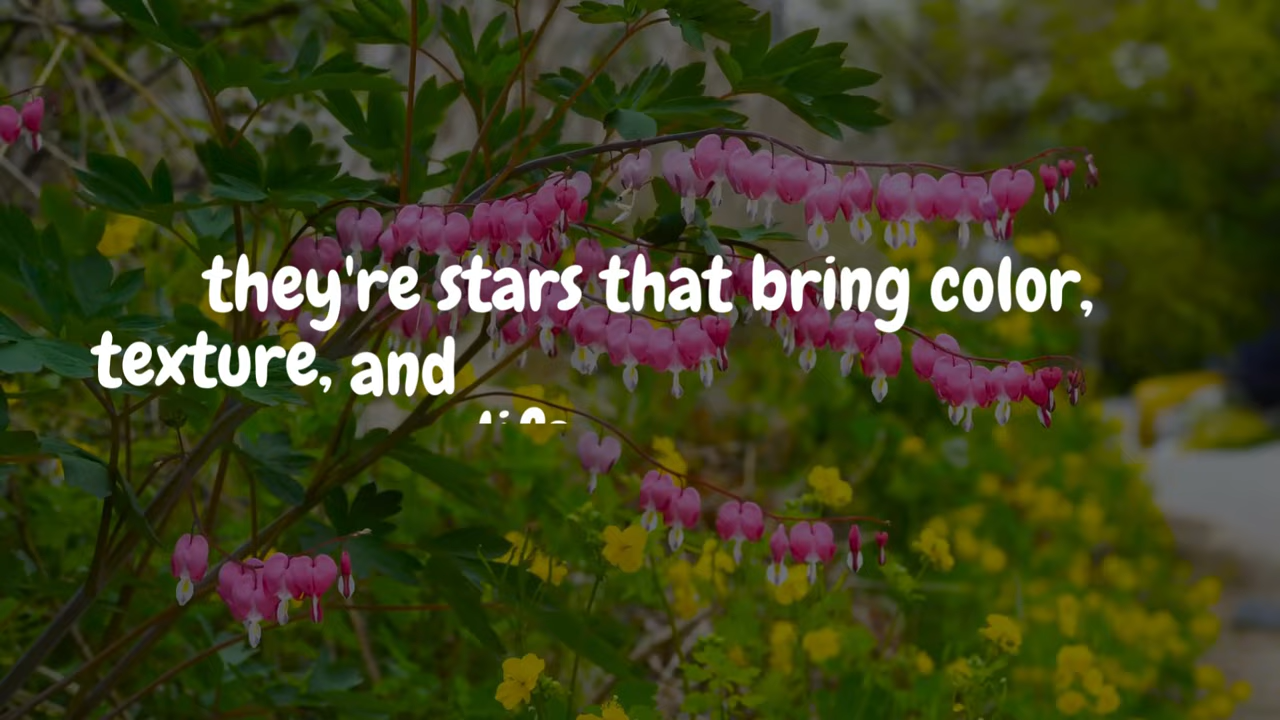 they're stars that bring color,
texture, and